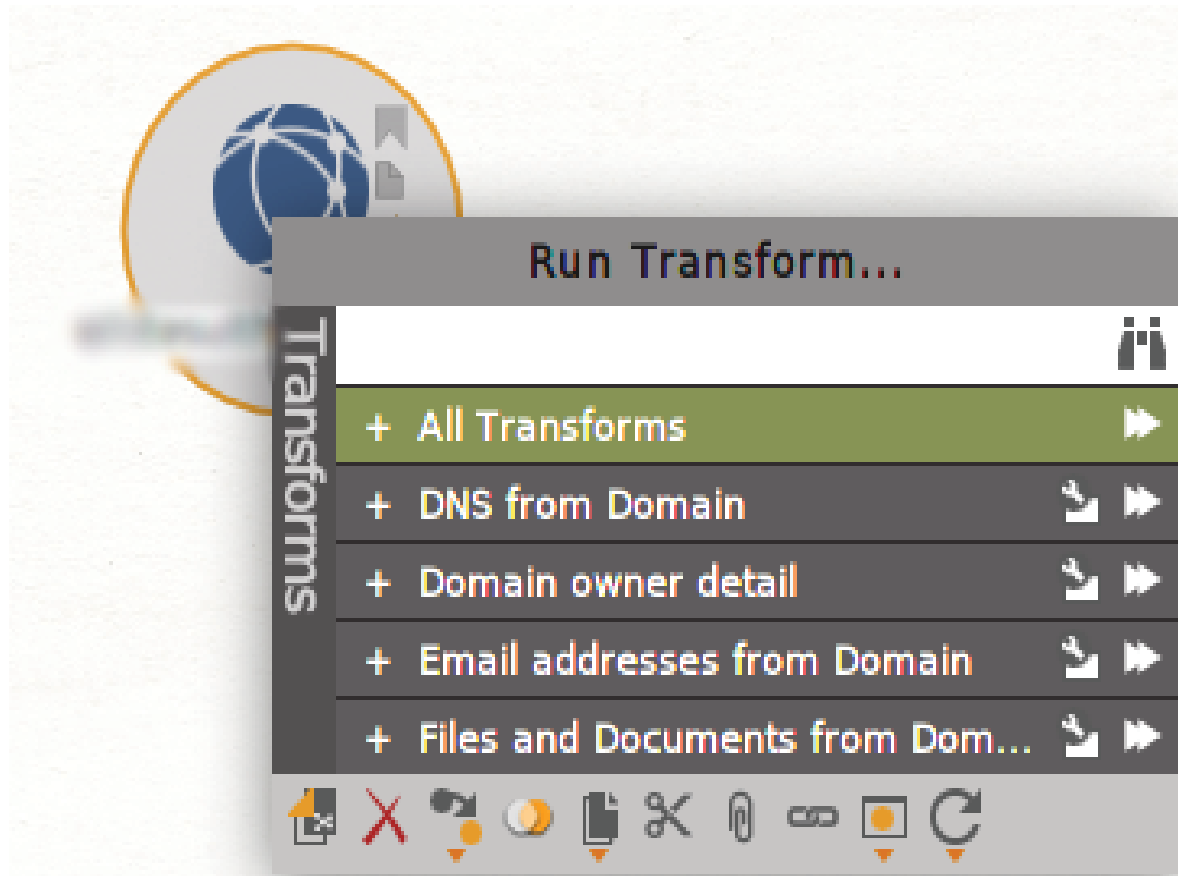 Run Transform...
Transforms
+ All Transforms
+ DNS from Domain
+ Domain owner detail
+ Email addresses from Domain
+ Files and Documents from Dom...